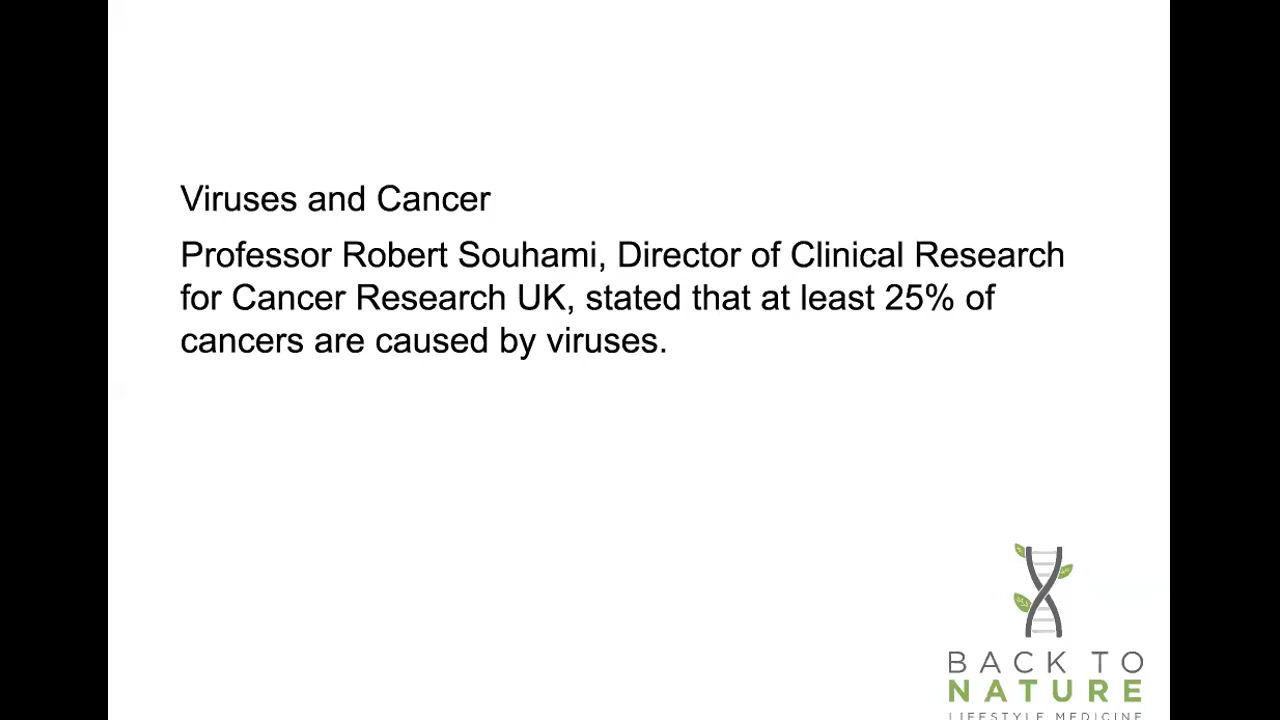 Viruses and Cancer
Professor Robert Souhami, Director of Clinical Research
for Cancer Research UK, stated that at least 25% of
cancers are caused by viruses.
BACK TO
NATURE
LIFESTYLE MEDICINE